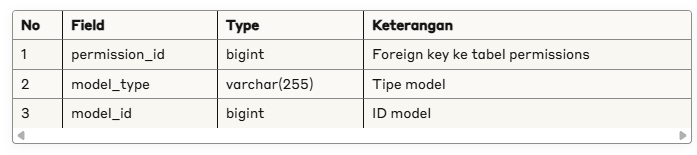 No Field Type Keterangan
1 permission_id bigint Foreign key ke tabel permissions
2 model_type varchar(255) Tipe model
3 model_id bigint ID model